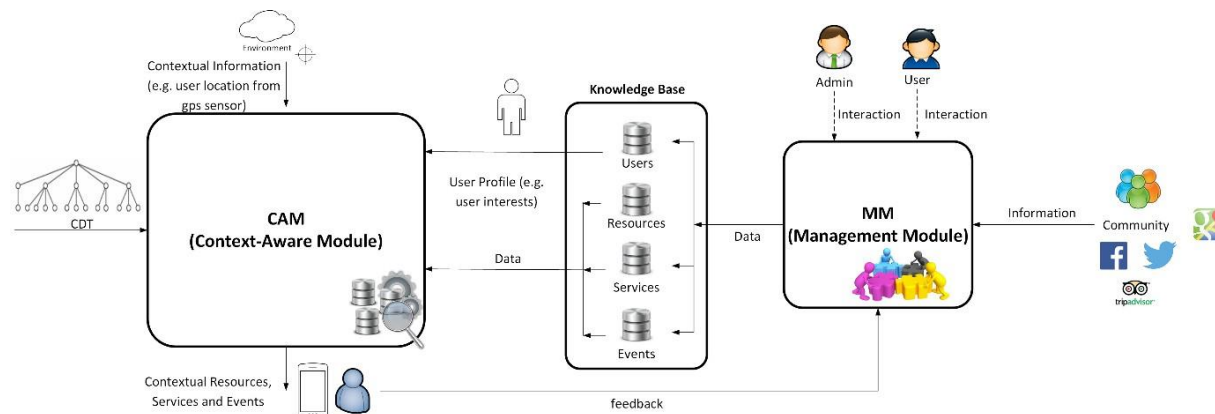 Environment
Contextual Information
(e.g. user location from
gps sensor)
CDT
CAM
(Context-Aware Module)
Contextual Resources,
Services and Events
User Profile (e.g.
user interests)
Data
Knowledge Base
Users
Resources
Services
Events
Data
Admin
User
Interaction
Interaction
MM
(Management Module)
Information
Community
tripadvisor
feedback